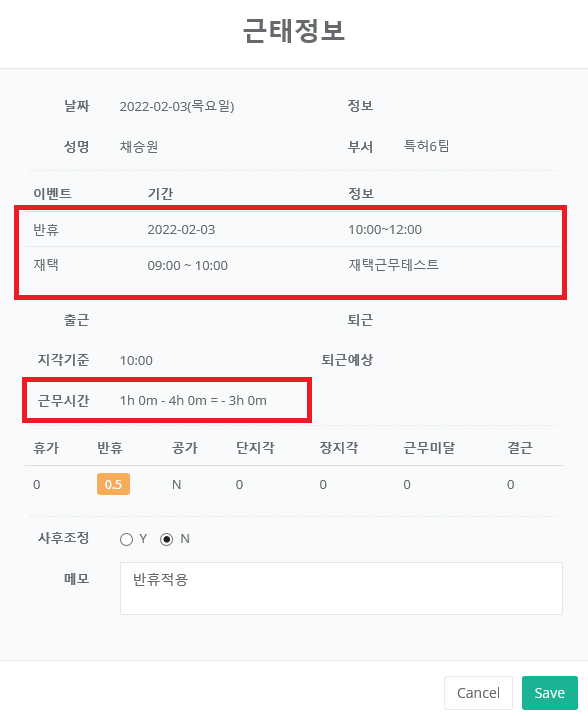 근태정보
날짜 2022-02-03(목요일) 정보
성명 채승원 부서 특허6팀
이벤트 기간 정보
반휴 2022-02-03 10:00~12:00
재택 09:00 ~ 10:00 재택근무테스트
출근 퇴근
지각기준 10:00 퇴근예상
근무시간 1h 0m - 4h 0m = - 3h 0m
휴가 반휴 공가 단지각 장지각 근무미달 결근
0 0.5 N 0 0 0 0
사후조정 Y N
메모 반휴적용
Cancel Save